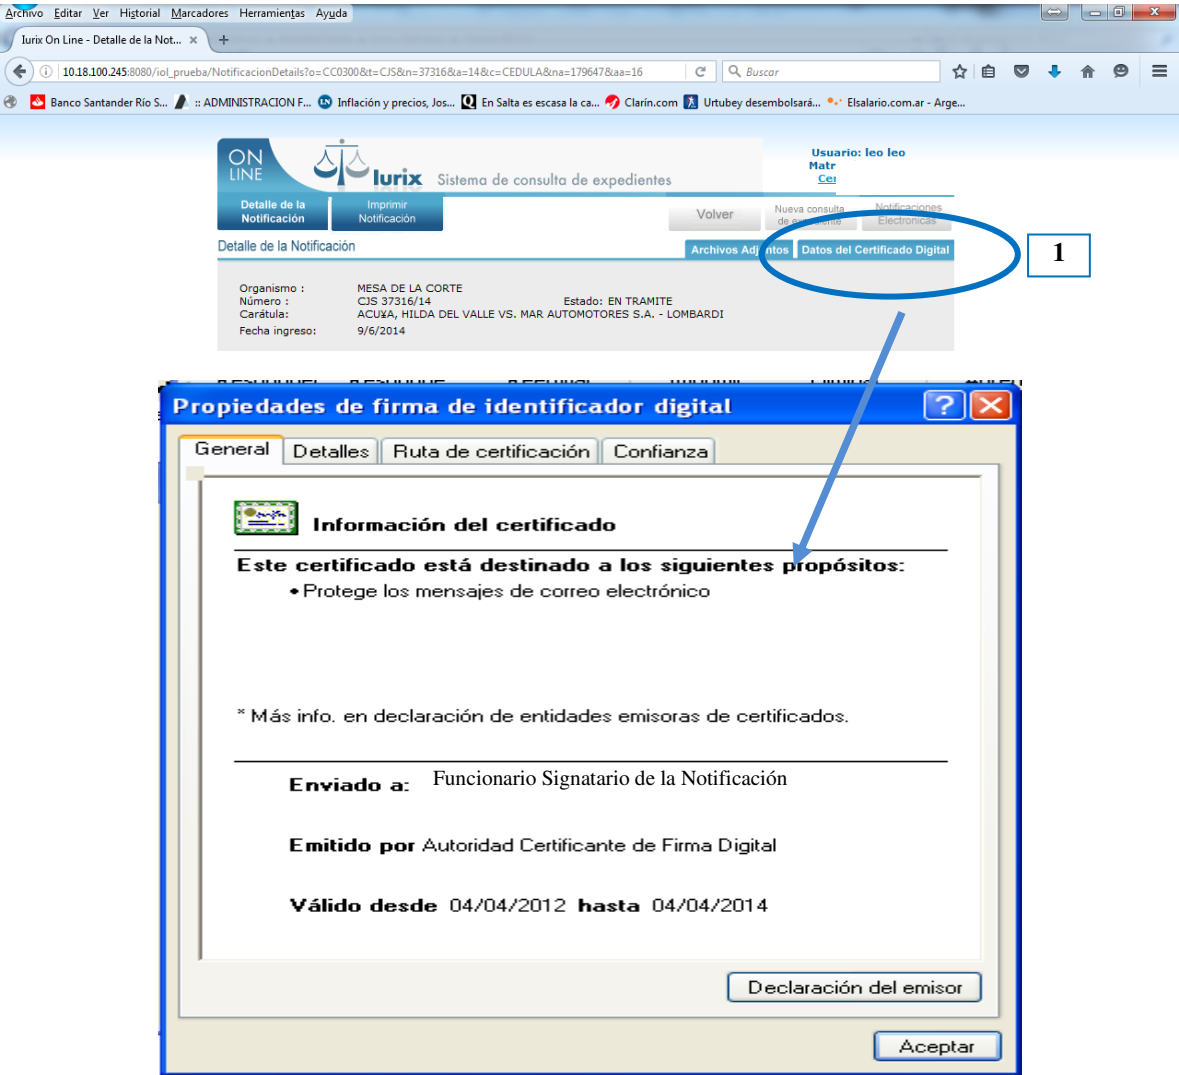 Archivo Editar Ver Historial Marcadores Herramientas Ayuda
Iurix On Line - Detalle de la Not... × +
10.18.100.245:8080/iol_prueba/NotificacionDetails?o=CC0300&t=CJS&n=37316&a=14&c=CEDULA&na=179647&aa=16
Buscar
Banco Santander Río S... :: ADMINISTRACION F... Inflación y precios, Jos... En Salta es escasa la ca... Clarín.com Urtubey desembolsará... Elsalario.com.ar - Arge...
ON LINE
Iurix Sistema de consulta de expedientes
Usuario: leo leo
Matr
Cer
Detalle de la Notificación
Imprimir Notificación
Volver
Nueva consulta de expediente
Notificaciones Electronicas
Detalle de la Notificación
Archivos Adjuntos Datos del Certificado Digital
1
Organismo : MESA DE LA CORTE
Número : CJS 37316/14 Estado: EN TRAMITE
Carátula: ACU¥A, HILDA DEL VALLE VS. MAR AUTOMOTORES S.A. - LOMBARDI
Fecha ingreso: 9/6/2014
Propiedades de firma de identificador digital
General Detalles Ruta de certificación Confianza
Información del certificado
Este certificado está destinado a los siguientes propósitos:
• Protege los mensajes de correo electrónico
* Más info. en declaración de entidades emisoras de certificados.
Enviado a: Funcionario Signatario de la Notificación
Emitido por Autoridad Certificante de Firma Digital
Válido desde 04/04/2012 hasta 04/04/2014
Declaración del emisor
Aceptar